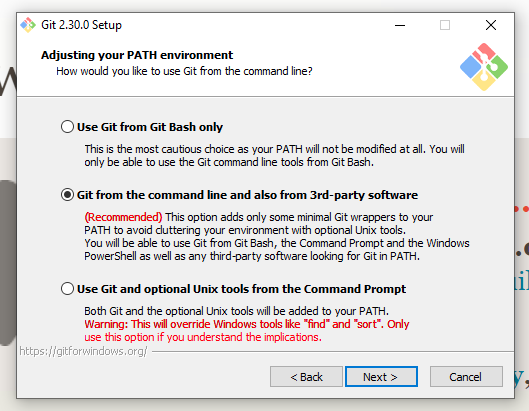 Git 2.30.0 Setup
Adjusting your PATH environment
How would you like to use Git from the command line?
Use Git from Git Bash only
This is the most cautious choice as your PATH will not be modified at all. You will
only be able to use the Git command line tools from Git Bash.
Git from the command line and also from 3rd-party software
(Recommended) This option adds only some minimal Git wrappers to your
PATH to avoid cluttering your environment with optional Unix tools.
You will be able to use Git from Git Bash, the Command Prompt and the Windows
PowerShell as well as any third-party software looking for Git in PATH.
Use Git and optional Unix tools from the Command Prompt
Both Git and the optional Unix tools will be added to your PATH.
Warning: This will override Windows tools like "find" and "sort". Only
use this option if you understand the implications.
https://gitforwindows.org/
< Back
Next >
Cancel